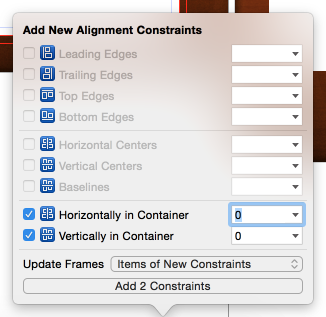 Add New Alignment Constraints
Leading Edges
Trailing Edges
Top Edges
Bottom Edges
Horizontal Centers
Vertical Centers
Baselines
Horizontally in Container 0
Vertically in Container 0
Update Frames Items of New Constraints
Add 2 Constraints